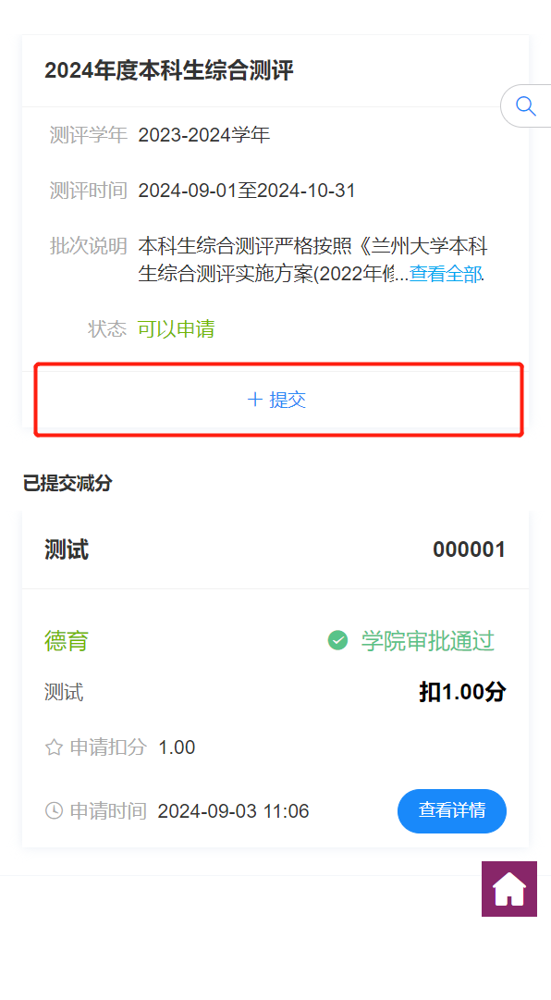 2024年度本科生综合测评
测评学年 2023-2024学年
测评时间 2024-09-01至2024-10-31
批次说明 本科生综合测评严格按照《兰州大学本科
生综合测评实施方案(2022年...查看全部
状态 可以申请
+ 提交
已提交减分
测试 000001
德育 学院审批通过
测试 扣1.00分
申请扣分 1.00
申请时间 2024-09-03 11:06 查看详情